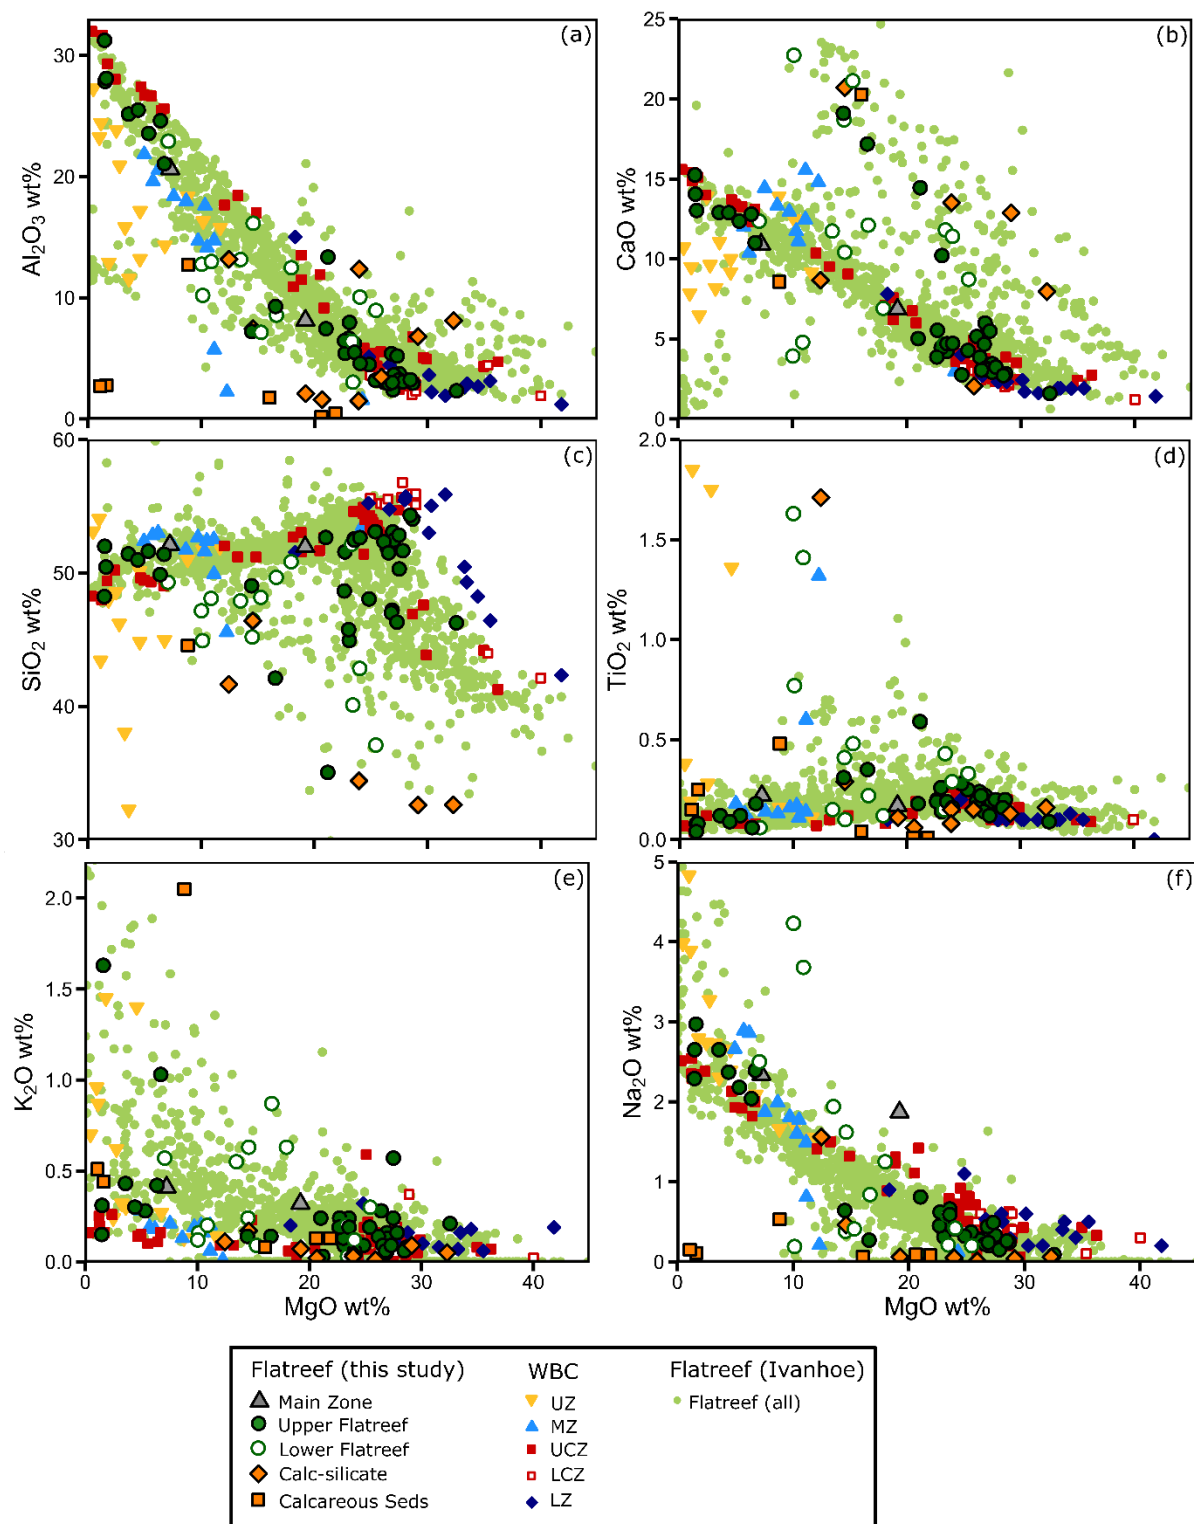 (a)
30
20
10
0
Al₂O₃ wt%
(b)
25
20
15
10
5
0
CaO wt%
(c)
60
50
40
30
SiO₂ wt%
(d)
2.0
1.5
1.0
0.5
0.0
TiO₂ wt%
(e)
2.0
1.5
1.0
0.5
0.0
K₂O wt%
0 10 20 30 40
MgO wt%
(f)
5
4
3
2
1
0
Na₂O wt%
0 10 20 30 40
MgO wt%
Flatreef (this study)
Main Zone
Upper Flatreef
Lower Flatreef
Calc-silicate
Calcareous Seds
WBC
UZ
MZ
UCZ
LCZ
LZ
Flatreef (Ivanhoe)
Flatreef (all)